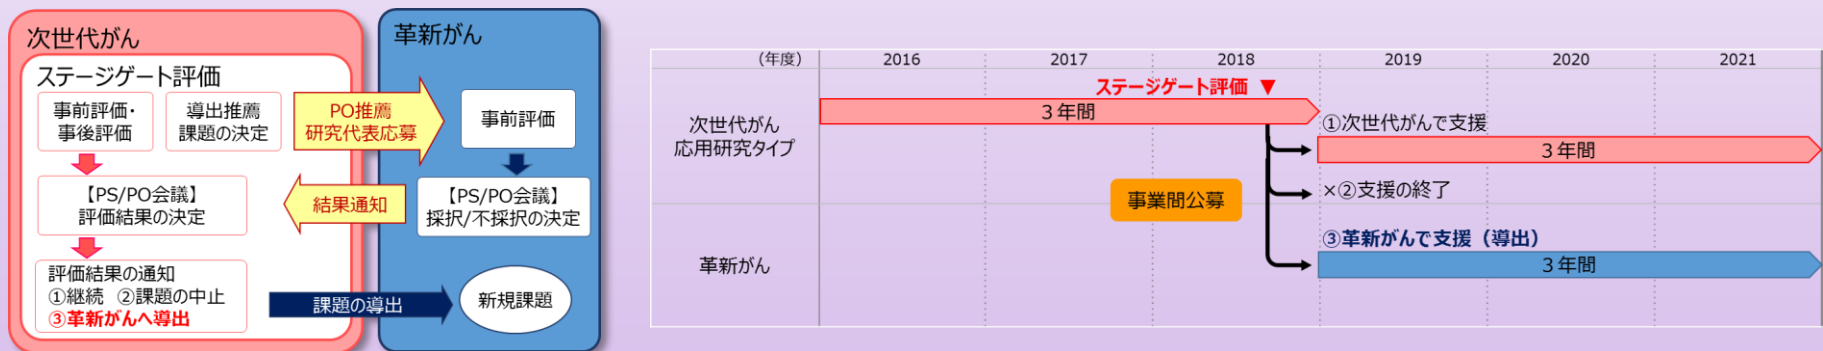 次世代がん
ステージゲート評価
事前評価・
事後評価
導出推薦
課題の決定
PO推薦
研究代表応募
革新がん
事前評価
【PS/PO会議】
評価結果の決定
結果通知
【PS/PO会議】
採択/不採択の決定
評価結果の通知
①継続 ②課題の中止
③革新がんへ導出
課題の導出
新規課題
(年度) 2016 2017 2018 2019 2020 2021
ステージゲート評価 ▼
次世代がん
応用研究タイプ
３年間
①次世代がんで支援
３年間
事業間公募
×②支援の終了
革新がん
③革新がんで支援（導出）
３年間